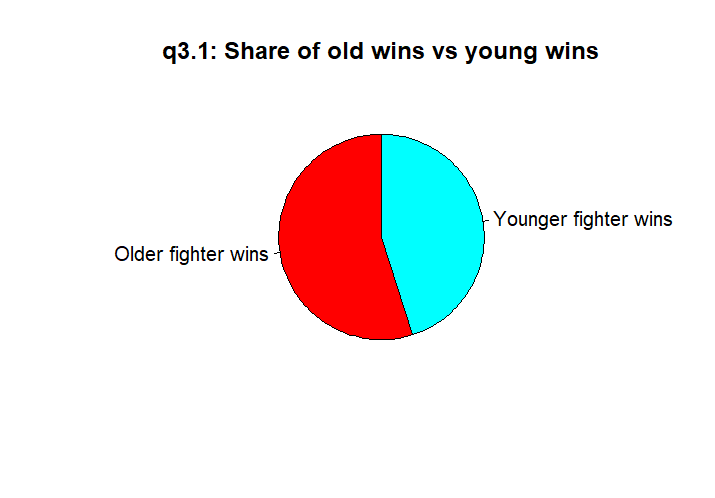 q3.1: Share of old wins vs young wins
Younger fighter wins
Older fighter wins